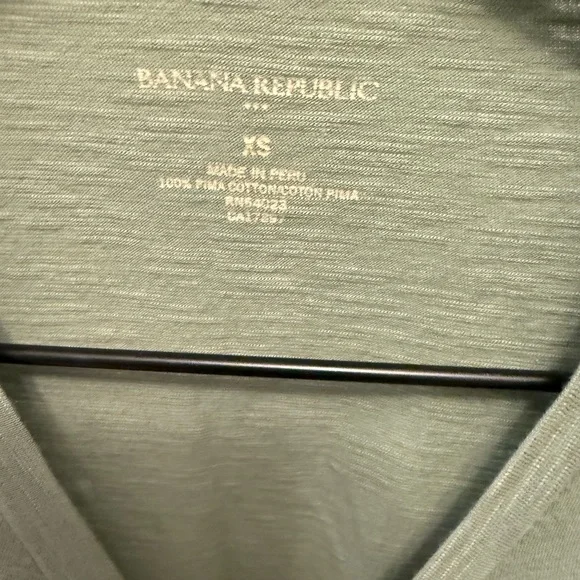 BANANA REPUBLIC
XS
MADE IN PERU
100% PIMA COTTON/COTON PIMA
RN54023